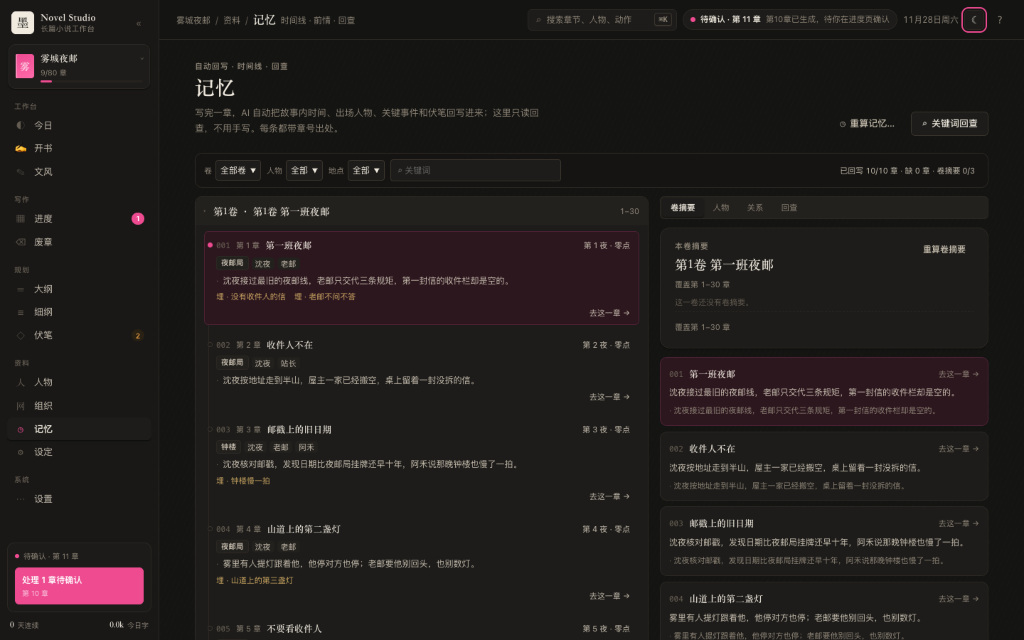 墨 Novel Studio
长篇小说工作台
«
雾 雾城夜邮
9/80 章
工作台
今日
开书
文风
写作
进度 1
废章
规划
大纲
细纲
伏笔 2
资料
人物
组织
记忆
设定
系统
设置
待确认 · 第 11 章
处理 1 章待确认
第 10 章
0 天连续 0.0k 今日字
雾城夜邮 / 资料 / 记忆 时间线 · 前情 · 回查
搜索章节、人物、动作 ⌘K
待确认 · 第 11 章 第10章已生成，待你在进度页确认
11月28日周六
☾
?
自动回写 · 时间线 · 回查
记忆
写完一章，AI 自动把故事内时间、出场人物、关键事件和伏笔回写进来；这里只读回
查，不用手写。每条都带章号出处。
重算记忆…
关键词回查
卷 全部卷 ▼ 人物 全部 ▼ 地点 全部 ▼ 关键词
已回写 10/10 章 · 缺 0 章 · 卷摘要 0/3
第1卷 · 第1卷 第一班夜邮 1–30
001 第 1 章 第一班夜邮 第 1 夜 · 零点
夜邮局 沈夜 老邮
· 沈夜接过最旧的夜邮线，老邮只交代三条规矩，第一封信的收件栏却是空的。
埋 · 没有收件人的信 埋 · 老邮不问不答
去这一章 →
002 第 2 章 收件人不在 第 2 夜 · 零点
夜邮局 沈夜 站长
· 沈夜按地址走到半山，屋主一家已经搬空，桌上留着一封没拆的信。
去这一章 →
003 第 3 章 邮戳上的旧日期 第 3 夜 · 零点
钟楼 沈夜 老邮 阿禾
· 沈夜核对邮戳，发现日期比夜邮局挂牌还早十年，阿禾说那晚钟楼也慢了一拍。
埋 · 钟楼慢一拍
去这一章 →
004 第 4 章 山道上的第二盏灯 第 4 夜 · 零点
夜邮局 沈夜 老邮
· 雾里有人提灯跟着他，他停对方也停；老邮要他别回头，也别数灯。
埋 · 山道上的第三盏灯
去这一章 →
005 第 5 章 不要看收件人 第 5 夜 · 零点
卷摘要 人物 关系 回查
本卷摘要
第1卷 第一班夜邮
重算卷摘要
覆盖第 1–30 章
这一卷还没有卷摘要。
覆盖第 1–30 章
001 第一班夜邮 去这一章 →
沈夜接过最旧的夜邮线，老邮只交代三条规矩，第一封信的收件栏却是空的。
· 沈夜接过最旧的夜邮线，老邮只交代三条规矩，第一封信的收件栏却是空的。
002 收件人不在 去这一章 →
沈夜按地址走到半山，屋主一家已经搬空，桌上留着一封没拆的信。
· 沈夜按地址走到半山，屋主一家已经搬空，桌上留着一封没拆的信。
003 邮戳上的旧日期 去这一章 →
沈夜核对邮戳，发现日期比夜邮局挂牌还早十年，阿禾说那晚钟楼也慢了一拍。
· 沈夜核对邮戳，发现日期比夜邮局挂牌还早十年，阿禾说那晚钟楼也慢了一拍。
004 山道上的第二盏灯 去这一章 →
雾里有人提灯跟着他，他停对方也停；老邮要他别回头，也别数灯。
· 雾里有人提灯跟着他，他停对方也停；老邮要他别回头，也别数灯。